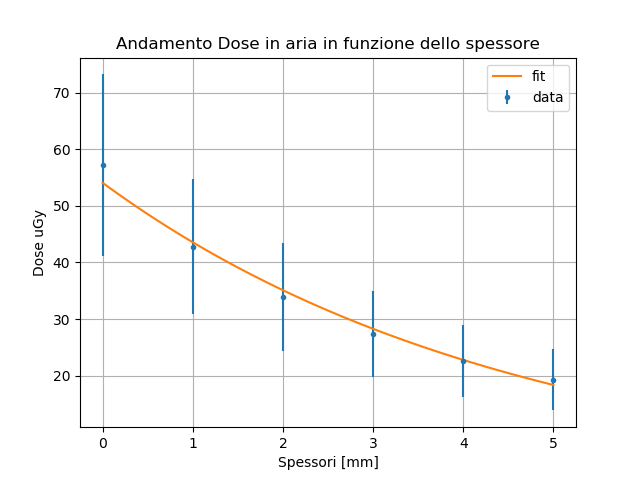 Andamento Dose in aria in funzione dello spessore
fit
data
70
60
50
40
30
20
Dose uGy
0 1 2 3 4 5
Spessori [mm]